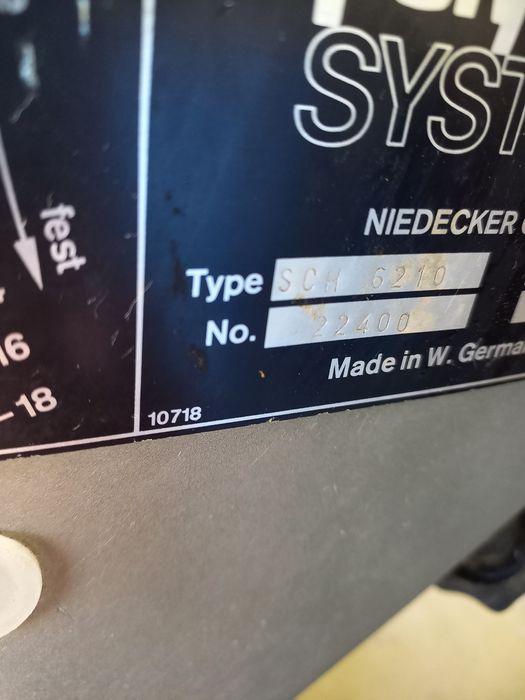 SYST
fest
NIEDECKER
Type SCH 6210
No. 22400
Made in W. Germa
16
-18
10718